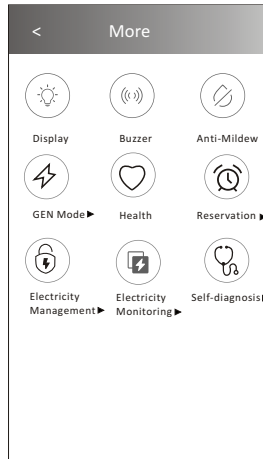 < More
Display Buzzer Anti-Mildew
GEN Mode▶ Health Reservation▶
Electricity Electricity Self-diagnosis▶
Management▶ Monitoring▶